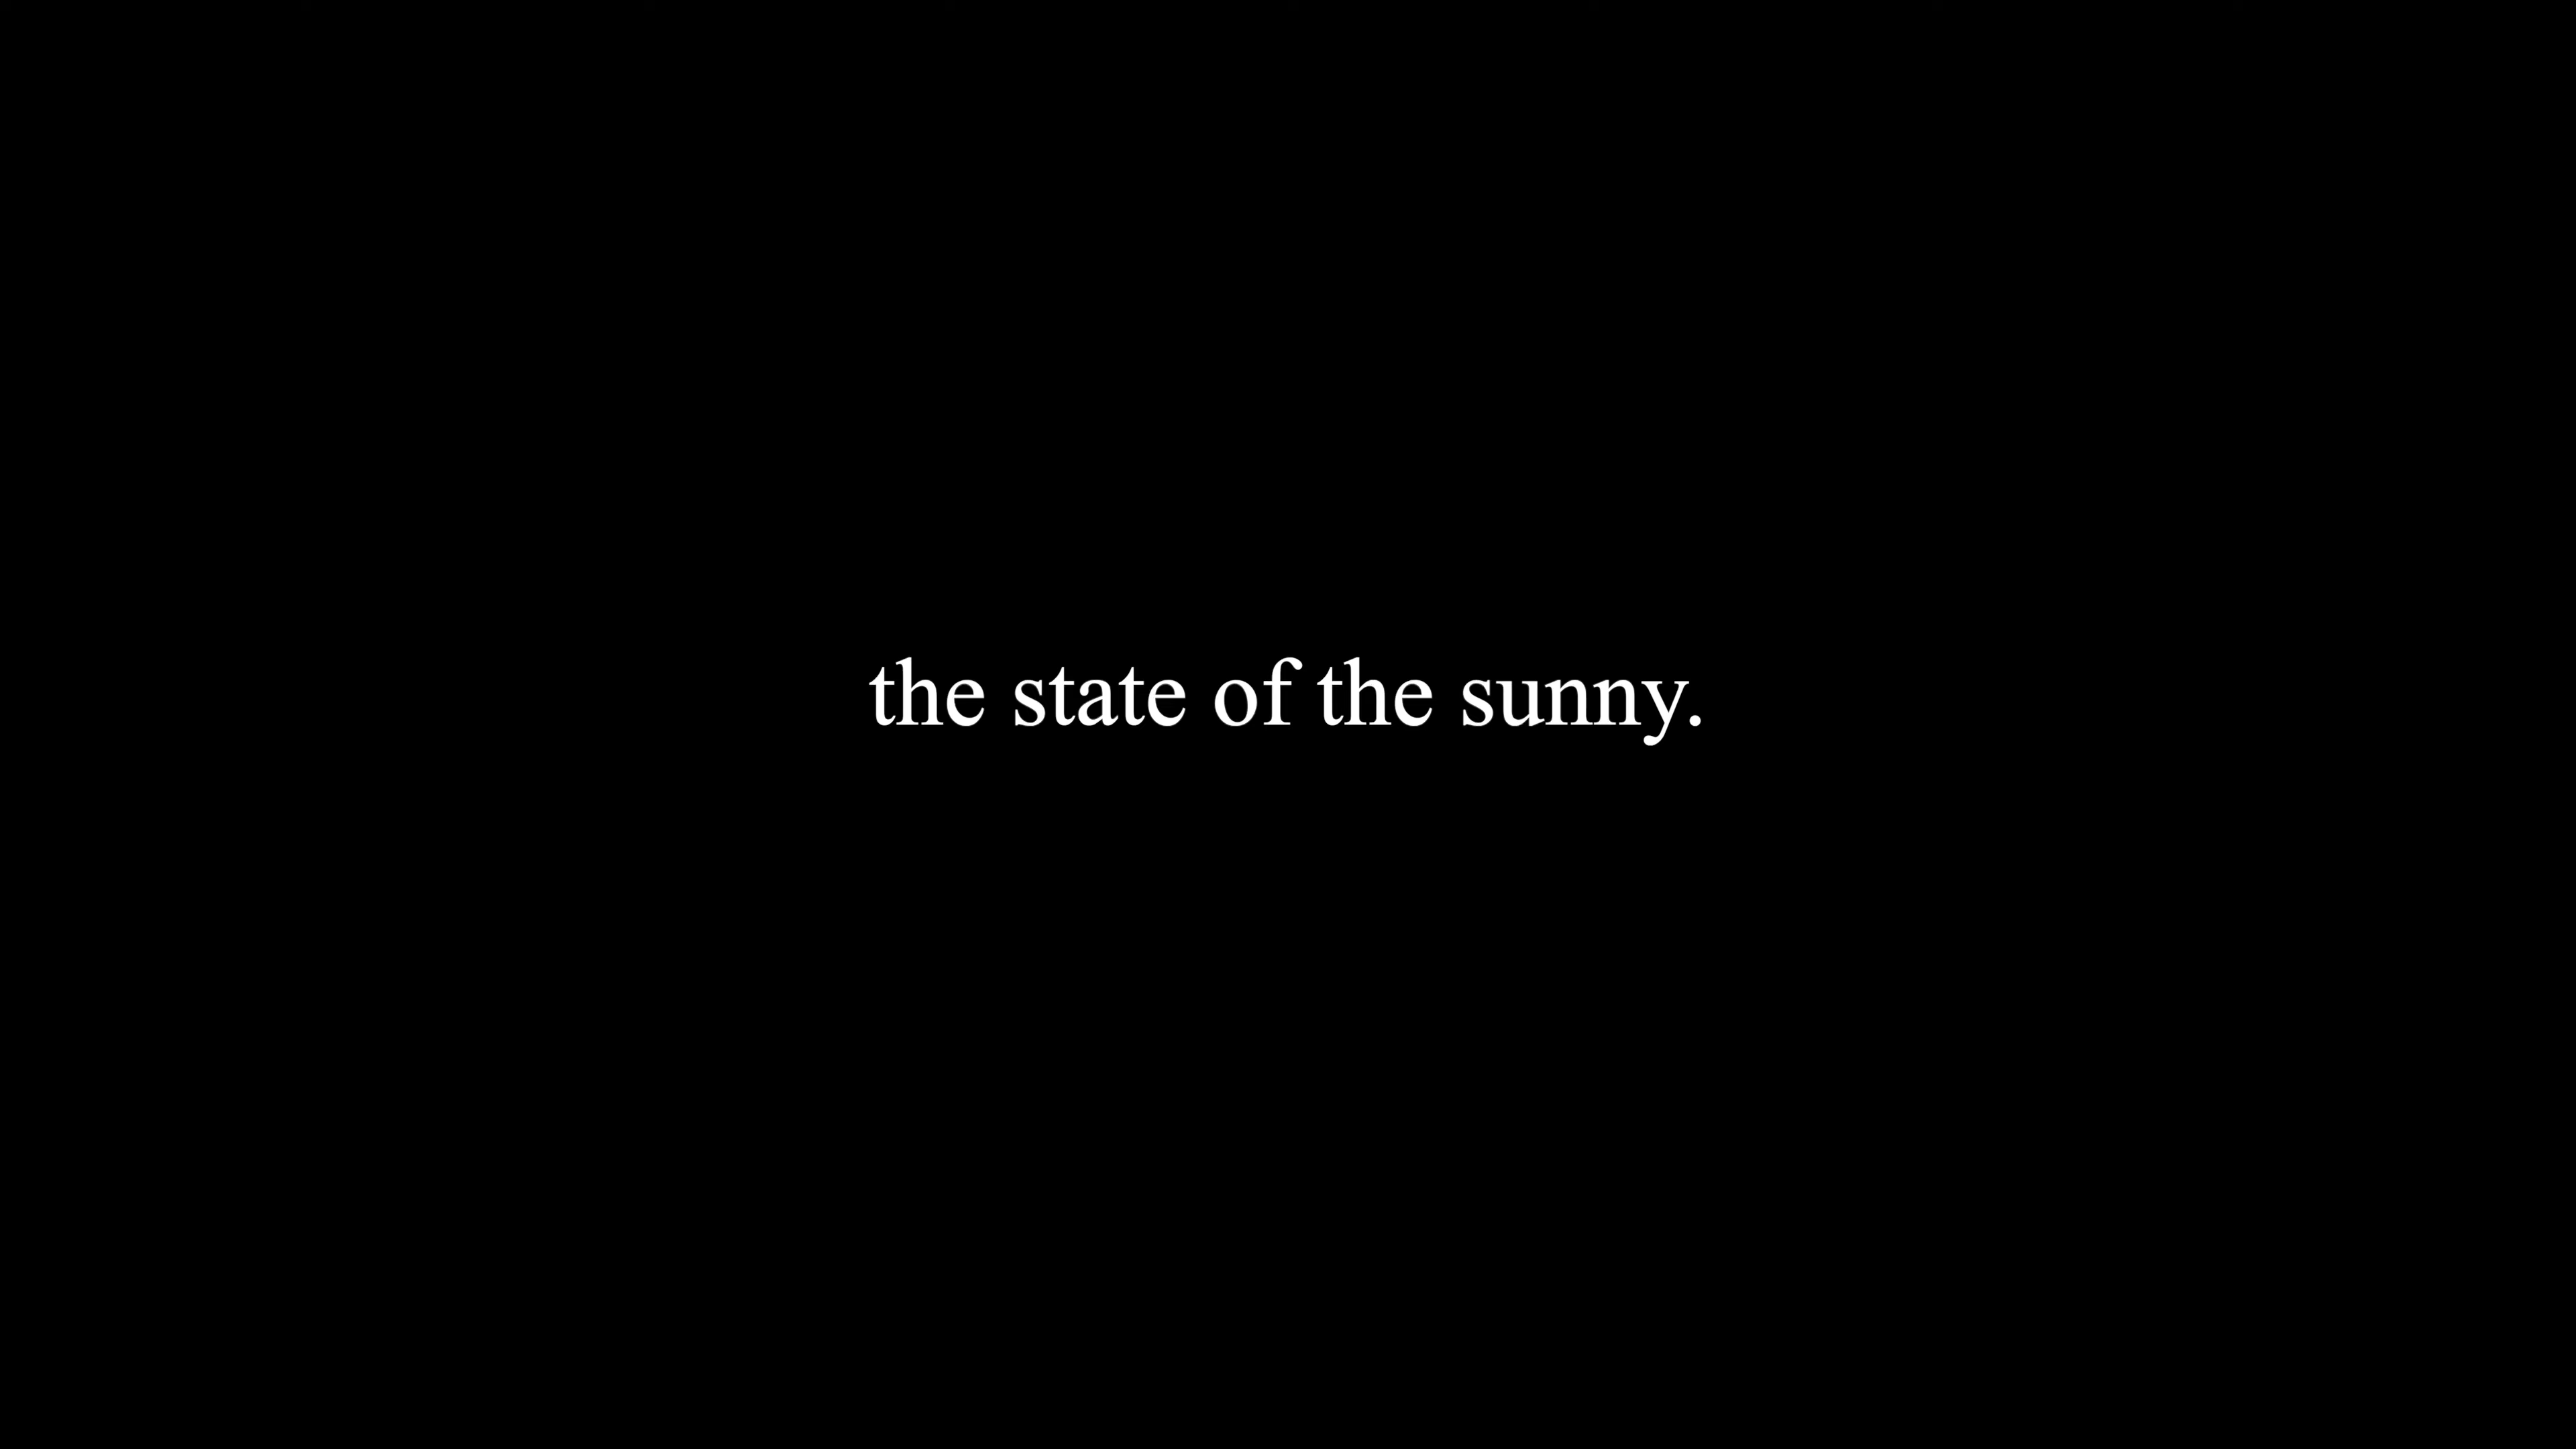 the state of the sunny.